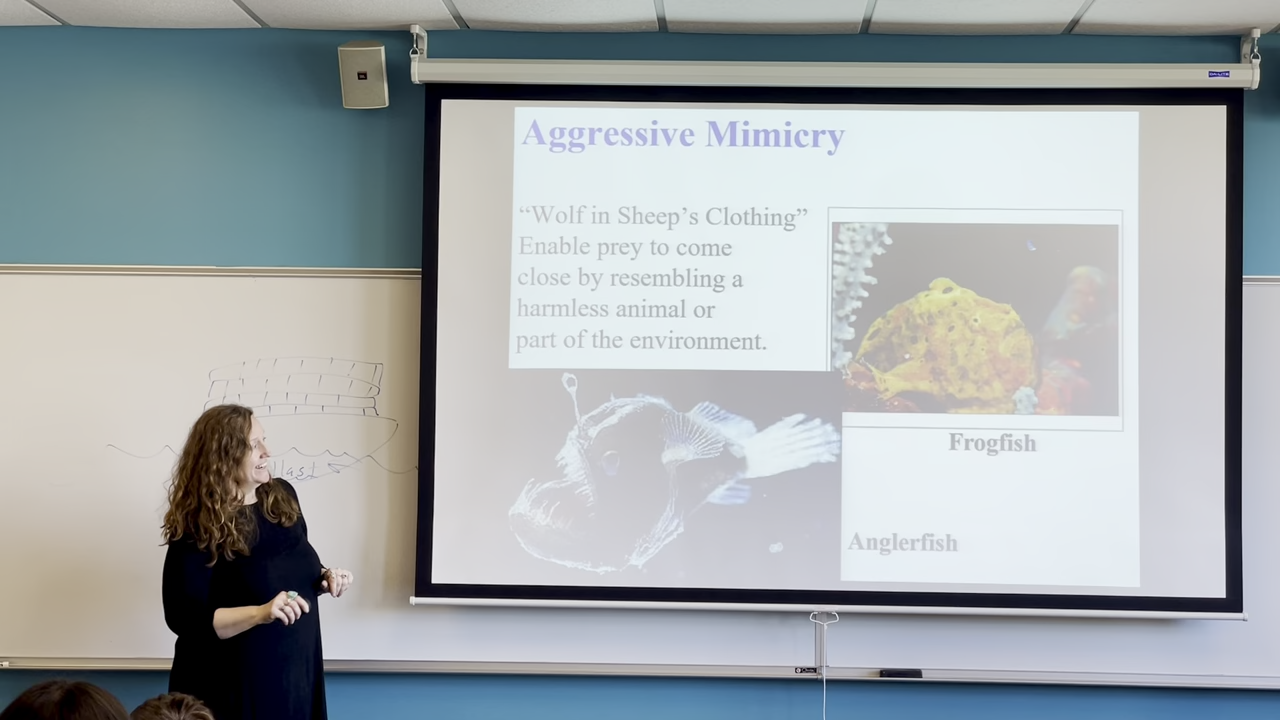 Aggressive Mimicry
“Wolf in Sheep’s Clothing”
Enable prey to come
close by resembling a
harmless animal or
part of the environment.
Frogfish
Anglerfish